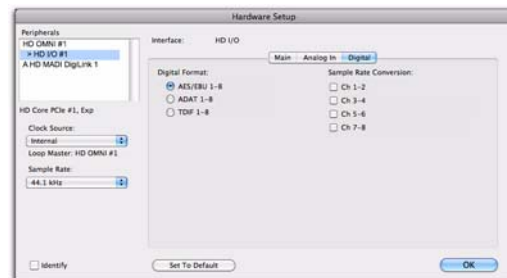 Hardware Setup
Peripherals
HD OMNI #1
> HD I/O #1
A HD MADI DigiLink 1
HD Core PCIe #1, Exp
Clock Source:
Internal
Loop Master: HD OMNI #1
Sample Rate:
44.1 kHz
Identify
Interface: HD I/O
Main Analog In Digital
Digital Format:
AES/EBU 1-8
ADAT 1-8
TDIF 1-8
Sample Rate Conversion:
Ch 1-2
Ch 3-4
Ch 5-6
Ch 7-8
Set To Default
OK